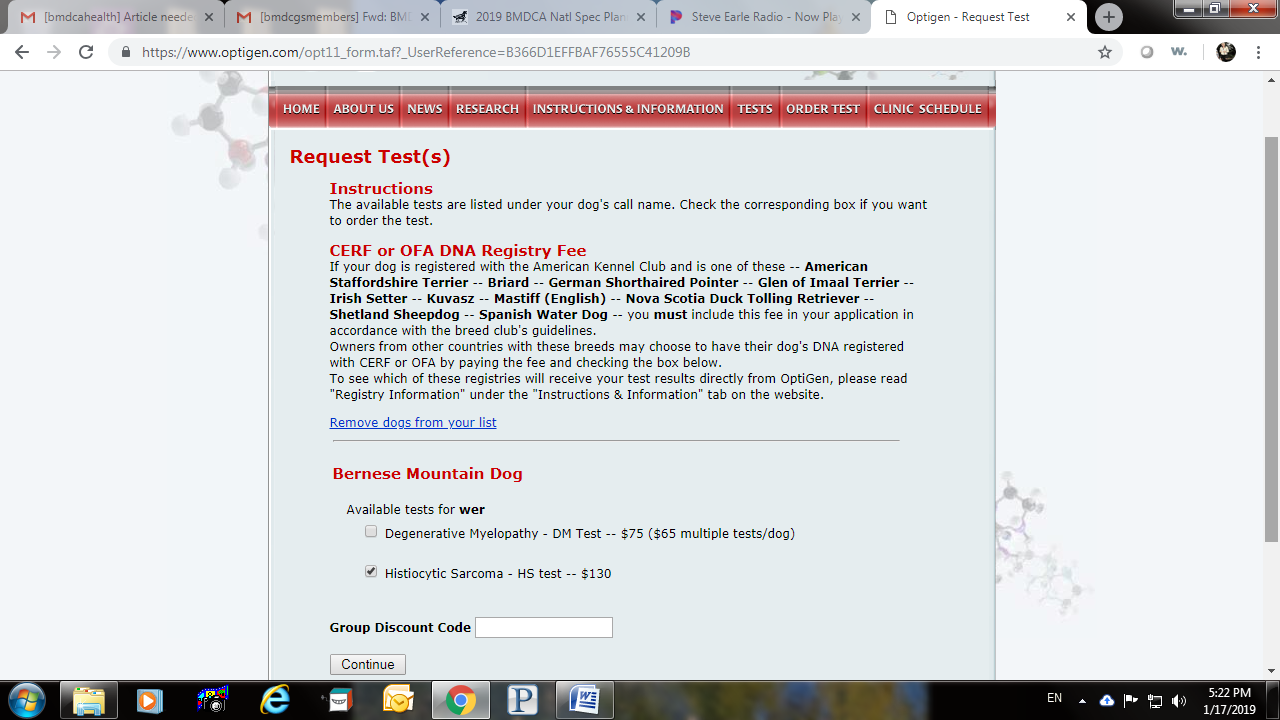 [bmdcahealth] Article neede
[bmdcgsmembers] Fwd: BMD
2019 BMDCA Natl Spec Plan
Steve Earle Radio - Now Play
Optigen - Request Test
https://www.optigen.com/opt11_form.taf?_UserReference=B366D1EFFBAF76555C41209B
w.
HOME ABOUT US NEWS RESEARCH INSTRUCTIONS & INFORMATION TESTS ORDER TEST CLINIC SCHEDULE
Request Test(s)
Instructions
The available tests are listed under your dog's call name. Check the corresponding box if you want
to order the test.
CERF or OFA DNA Registry Fee
If your dog is registered with the American Kennel Club and is one of these -- American
Staffordshire Terrier -- Briard -- German Shorthaired Pointer -- Glen of Imaal Terrier --
Irish Setter -- Kuvasz -- Mastiff (English) -- Nova Scotia Duck Tolling Retriever --
Shetland Sheepdog -- Spanish Water Dog -- you must include this fee in your application in
accordance with the breed club's guidelines.
Owners from other countries with these breeds may choose to have their dog's DNA registered
with CERF or OFA by paying the fee and checking the box below.
To see which of these registries will receive your test results directly from OptiGen, please read
"Registry Information" under the "Instructions & Information" tab on the website.
Remove dogs from your list
Bernese Mountain Dog
Available tests for wer
Degenerative Myelopathy - DM Test -- $75 ($65 multiple tests/dog)
Histiocytic Sarcoma - HS test -- $130
Group Discount Code
Continue
EN
5:22 PM
1/17/2019